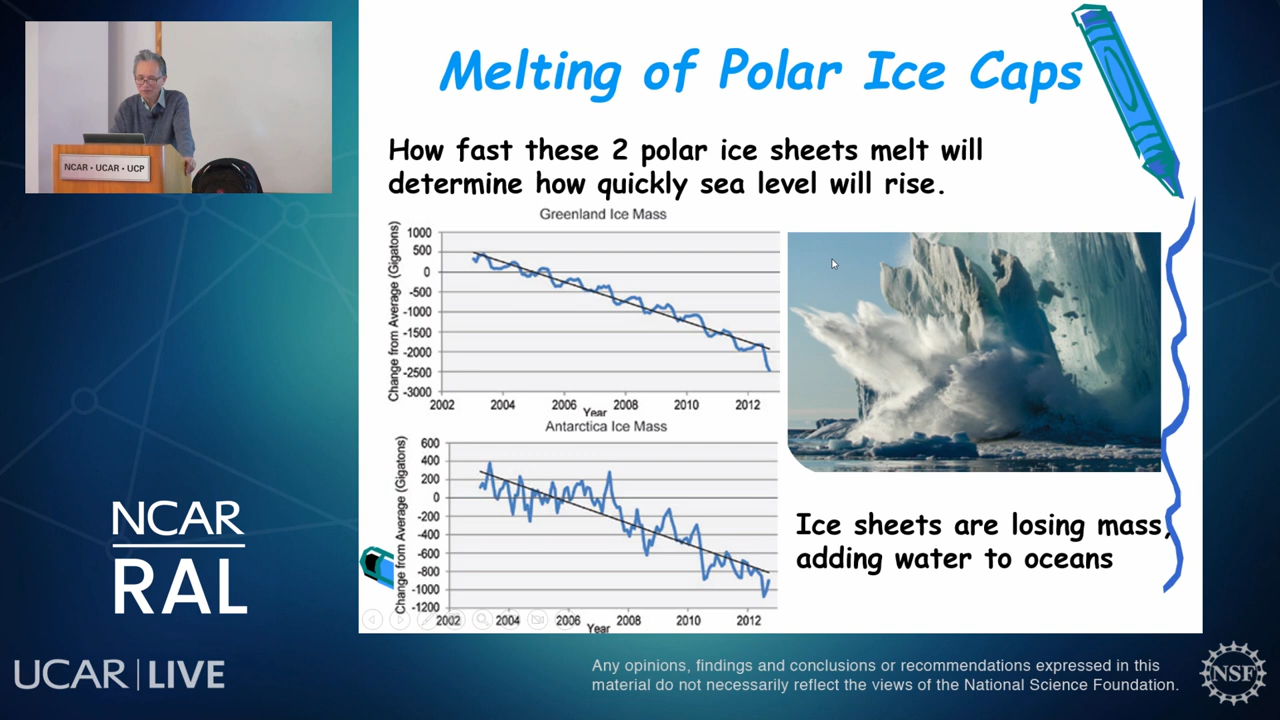 NCAR • UCAR • UCP
Melting of Polar Ice Caps
How fast these 2 polar ice sheets melt will
determine how quickly sea level will rise.
Greenland Ice Mass
Change from Average (Gigatons)
1000
500
0
-500
-1000
-1500
-2000
-2500
-3000
2002 2004 2006 2008 2010 2012
Year
Antarctica Ice Mass
Change from Average (Gigatons)
600
400
200
0
-200
-400
-600
-800
-1000
-1200
2002 2004 2006 2008 2010 2012
Year
Ice sheets are losing mass,
adding water to oceans
NCAR
RAL
UCAR | LIVE
Any opinions, findings and conclusions or recommendations expressed in this
material do not necessarily reflect the views of the National Science Foundation.
NSF